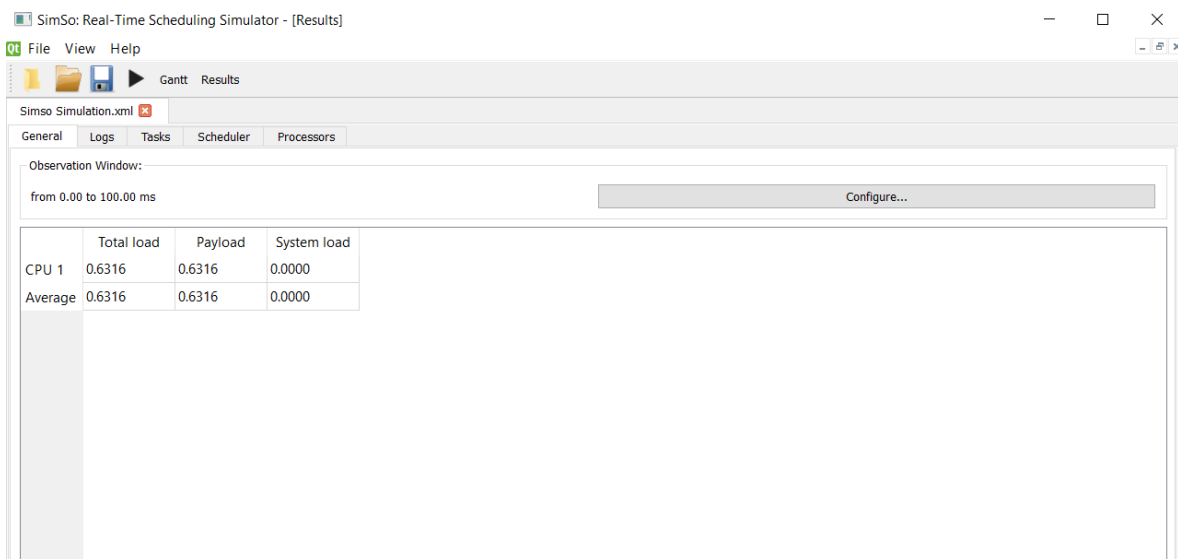 SimSo: Real-Time Scheduling Simulator - [Results]
Qt File View Help
Gantt Results
Simso Simulation.xml
General Logs Tasks Scheduler Processors
Observation Window:
from 0.00 to 100.00 ms Configure...
Total load Payload System load
CPU 1 0.6316 0.6316 0.0000
Average 0.6316 0.6316 0.0000